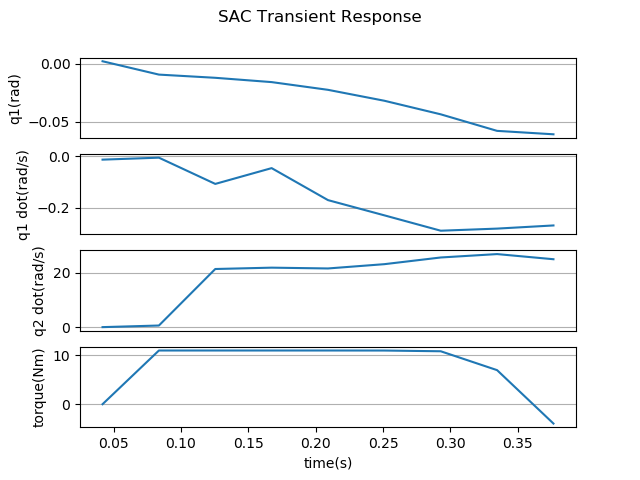 SAC Transient Response
q1(rad)
0.00
−0.05
q1 dot(rad/s)
0.0
−0.2
q2 dot(rad/s)
20
0
torque(Nm)
10
0
0.05 0.10 0.15 0.20 0.25 0.30 0.35
time(s)